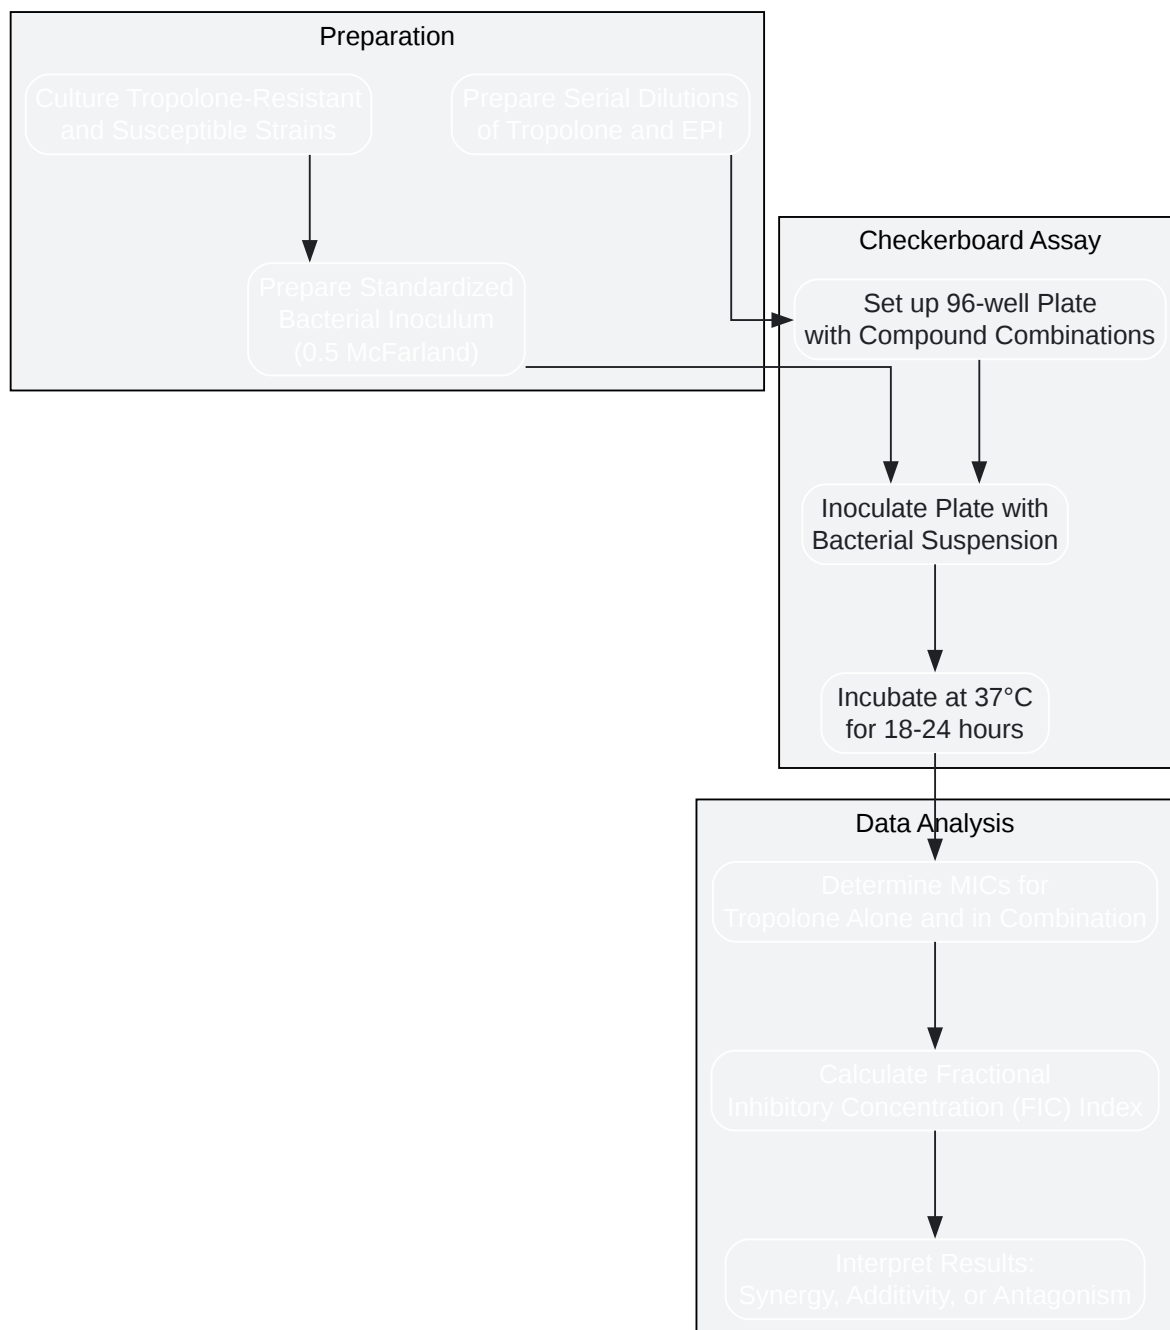 Preparation
Culture Tropolone-Resistant
and Susceptible Strains
Prepare Serial Dilutions
of Tropolone and EPI
Prepare Standardized
Bacterial Inoculum
(0.5 McFarland)
Checkerboard Assay
Set up 96-well Plate
with Compound Combinations
Inoculate Plate with
Bacterial Suspension
Incubate at 37°C
for 18-24 hours
Data Analysis
Determine MICs for
Tropolone Alone and in Combination
Calculate Fractional
Inhibitory Concentration (FIC) Index
Interpret Results:
Synergy, Additivity, or Antagonism